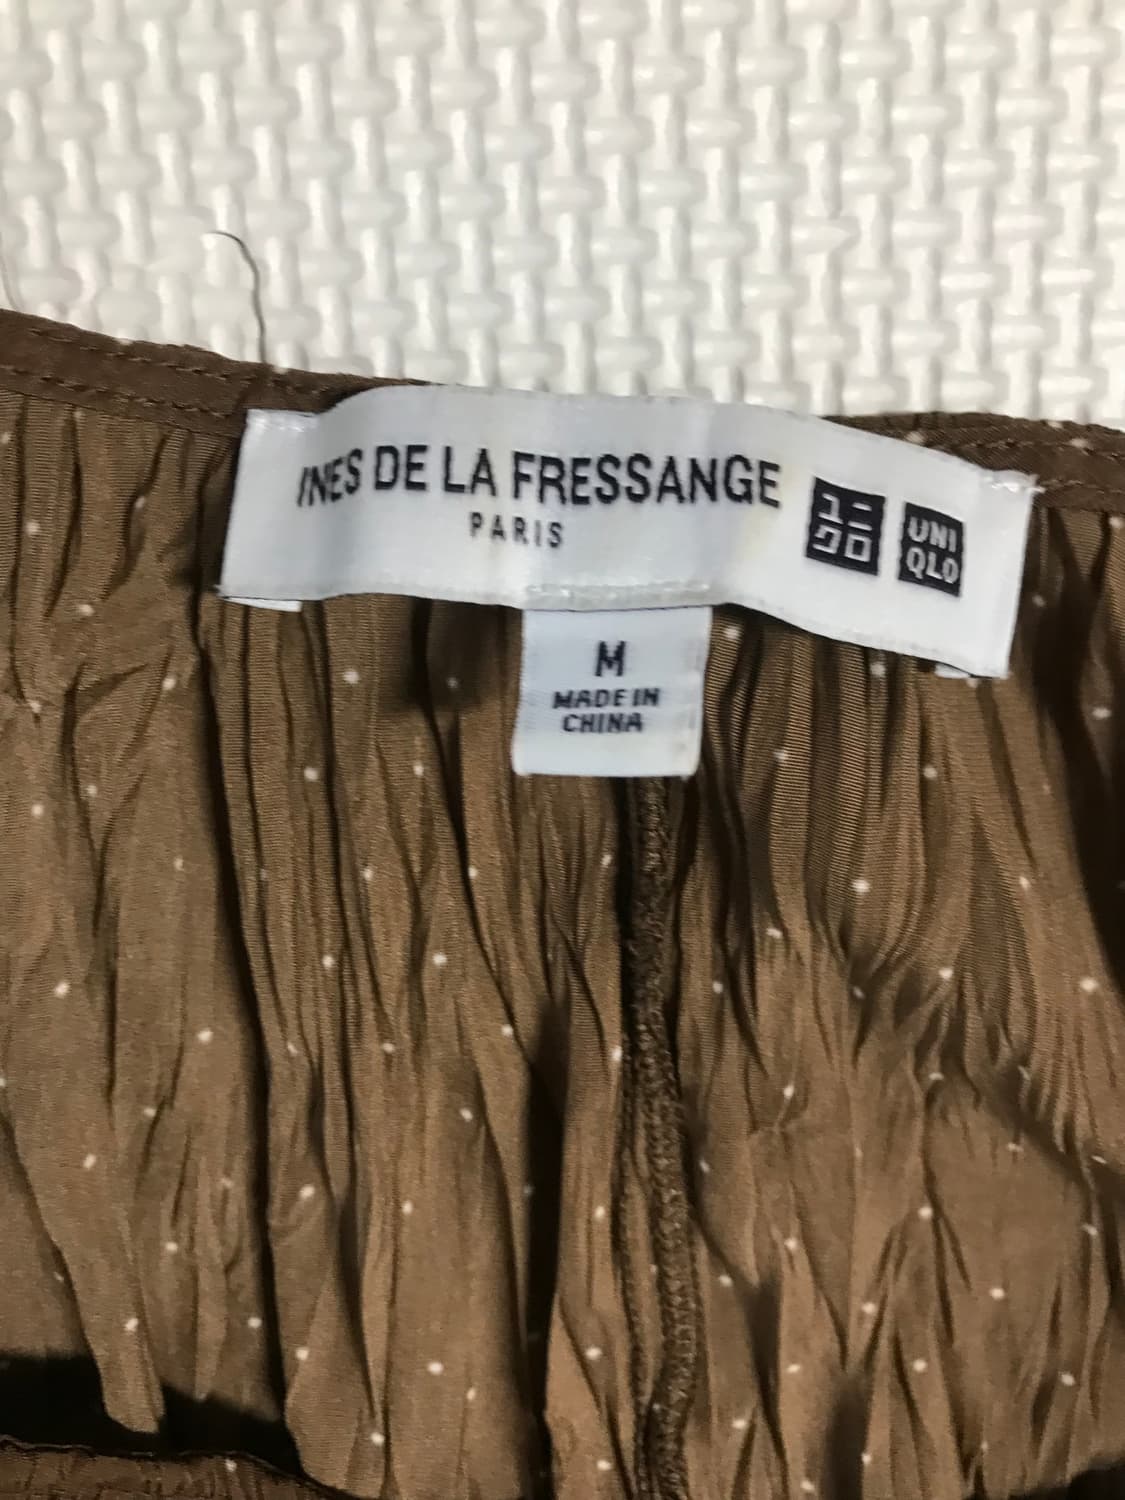 INES DE LA FRESSANGE
PARIS
ユニ
クロ
UNI
QLO
M
MADE IN
CHINA